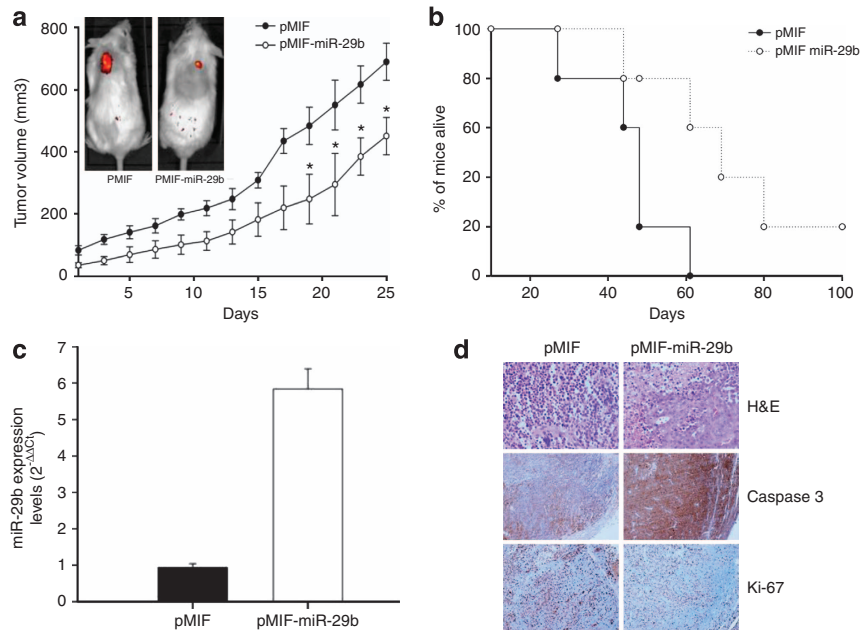 a
800
600
400
200
0
Tumor volume (mm3)
pMIF
pMIF-miR-29b
PMIF
PMIF-miR-29b
*
*
*
*
5
10
15
20
25
Days
b
100
80
60
20
20
0
% of mice alive
pMIF
pMIF miR-29b
20
40
60
80
100
Days
c
7
6
5
4
3
2
1
0
miR-29b expression
levels (2-ΔΔCt)
pMIF
pMIF-miR-29b
d
pMIF
pMIF-miR-29b
H&E
Caspase 3
Ki-67